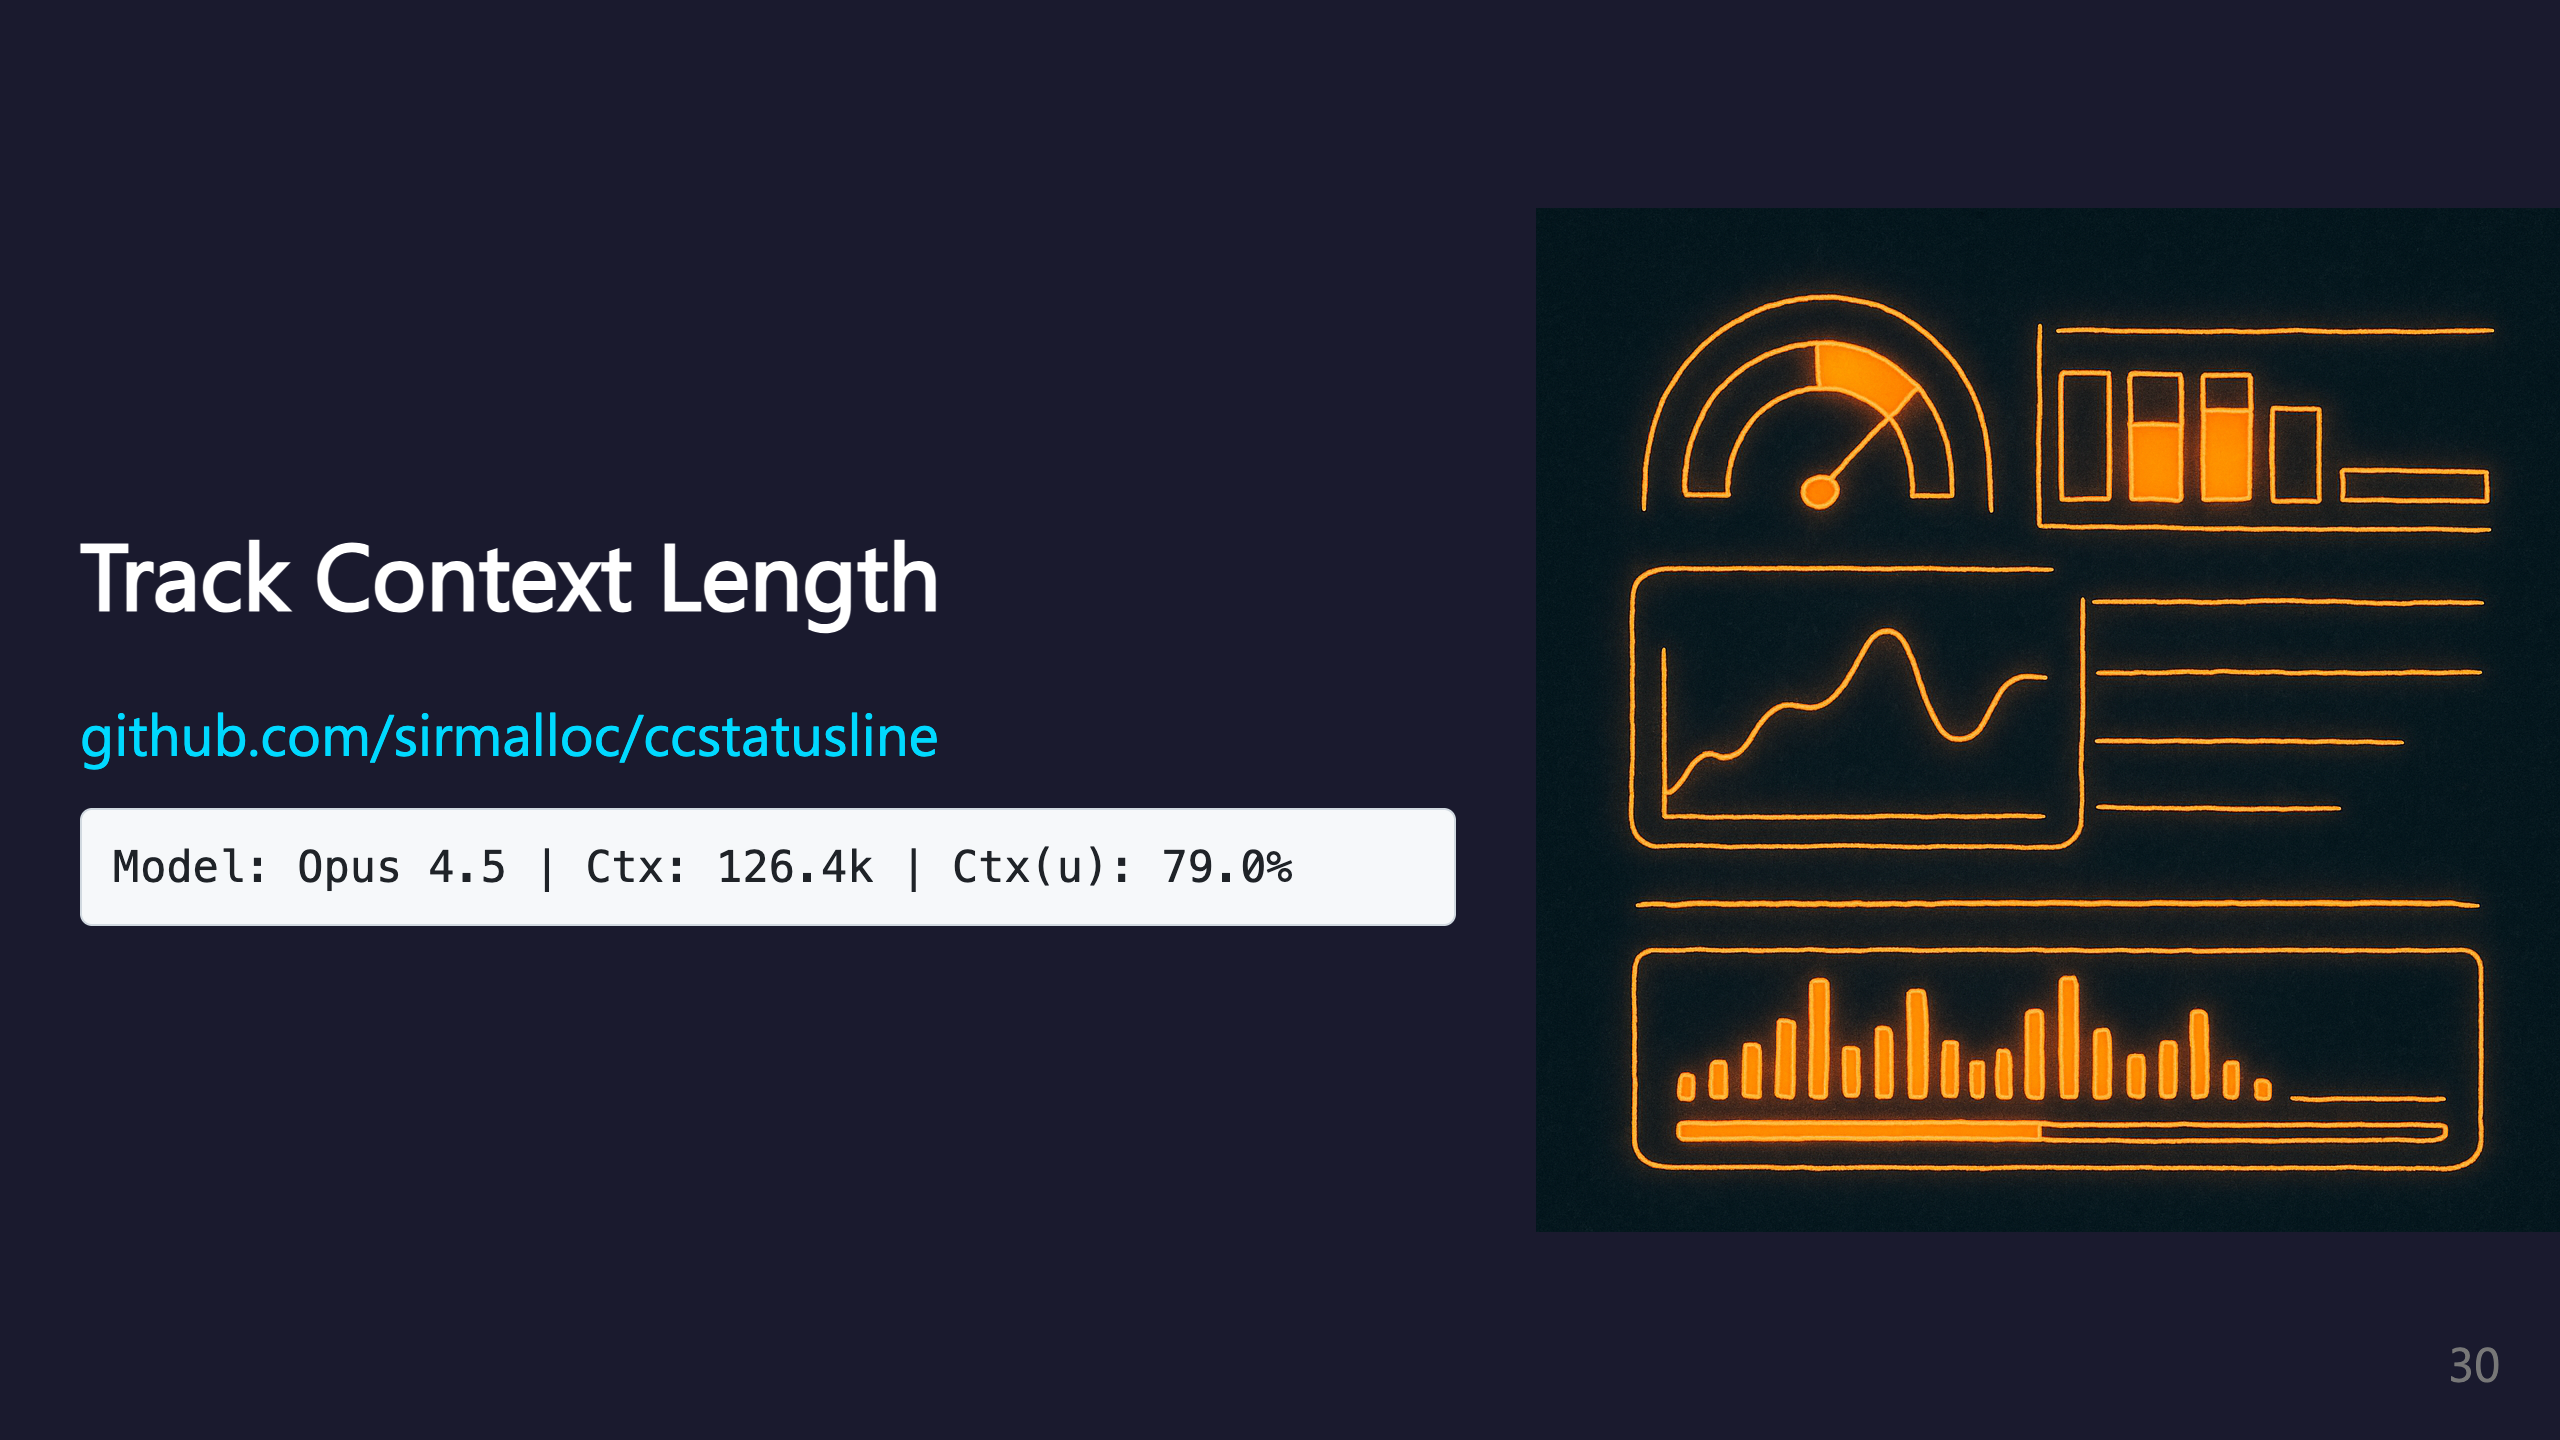 Track Context Length
github.com/sirmalloc/ccstatusline
Model: Opus 4.5 | Ctx: 126.4k | Ctx(u): 79.0%
30